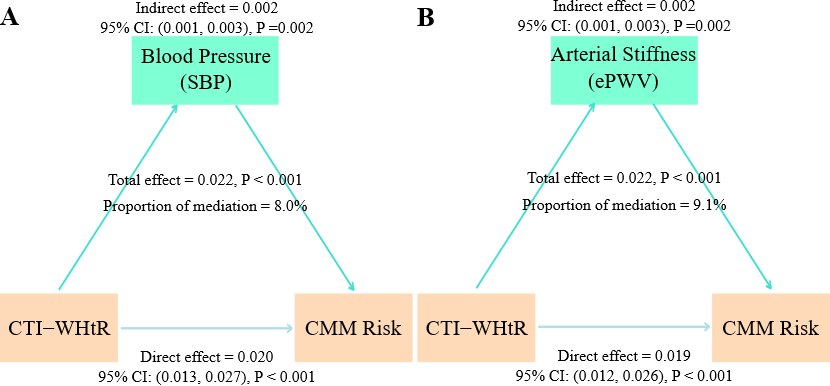 A
Indirect effect = 0.002
95% CI: (0.001, 0.003), P =0.002
Blood Pressure
(SBP)
Total effect = 0.022, P < 0.001
Proportion of mediation = 8.0%
CTI−WHtR
CMM Risk
Direct effect = 0.020
95% CI: (0.013, 0.027), P < 0.001
B
Indirect effect = 0.002
95% CI: (0.001, 0.003), P =0.002
Arterial Stiffness
(ePWV)
Total effect = 0.022, P < 0.001
Proportion of mediation = 9.1%
CTI−WHtR
CMM Risk
Direct effect = 0.019
95% CI: (0.012, 0.026), P < 0.001